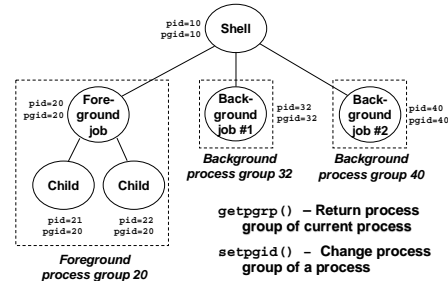 pid=10
pgid=10
Shell
pid=20
pgid=20
Fore-
ground
job
Back-
ground
job #1
pid=32
pgid=32
Back-
ground
job #2
pid=40
pgid=40
Background
process group 32
Background
process group 40
Child
Child
pid=21
pgid=20
pid=22
pgid=20
Foreground
process group 20
getpgrp() – Return process
group of current process
setpgid() – Change process
group of a process